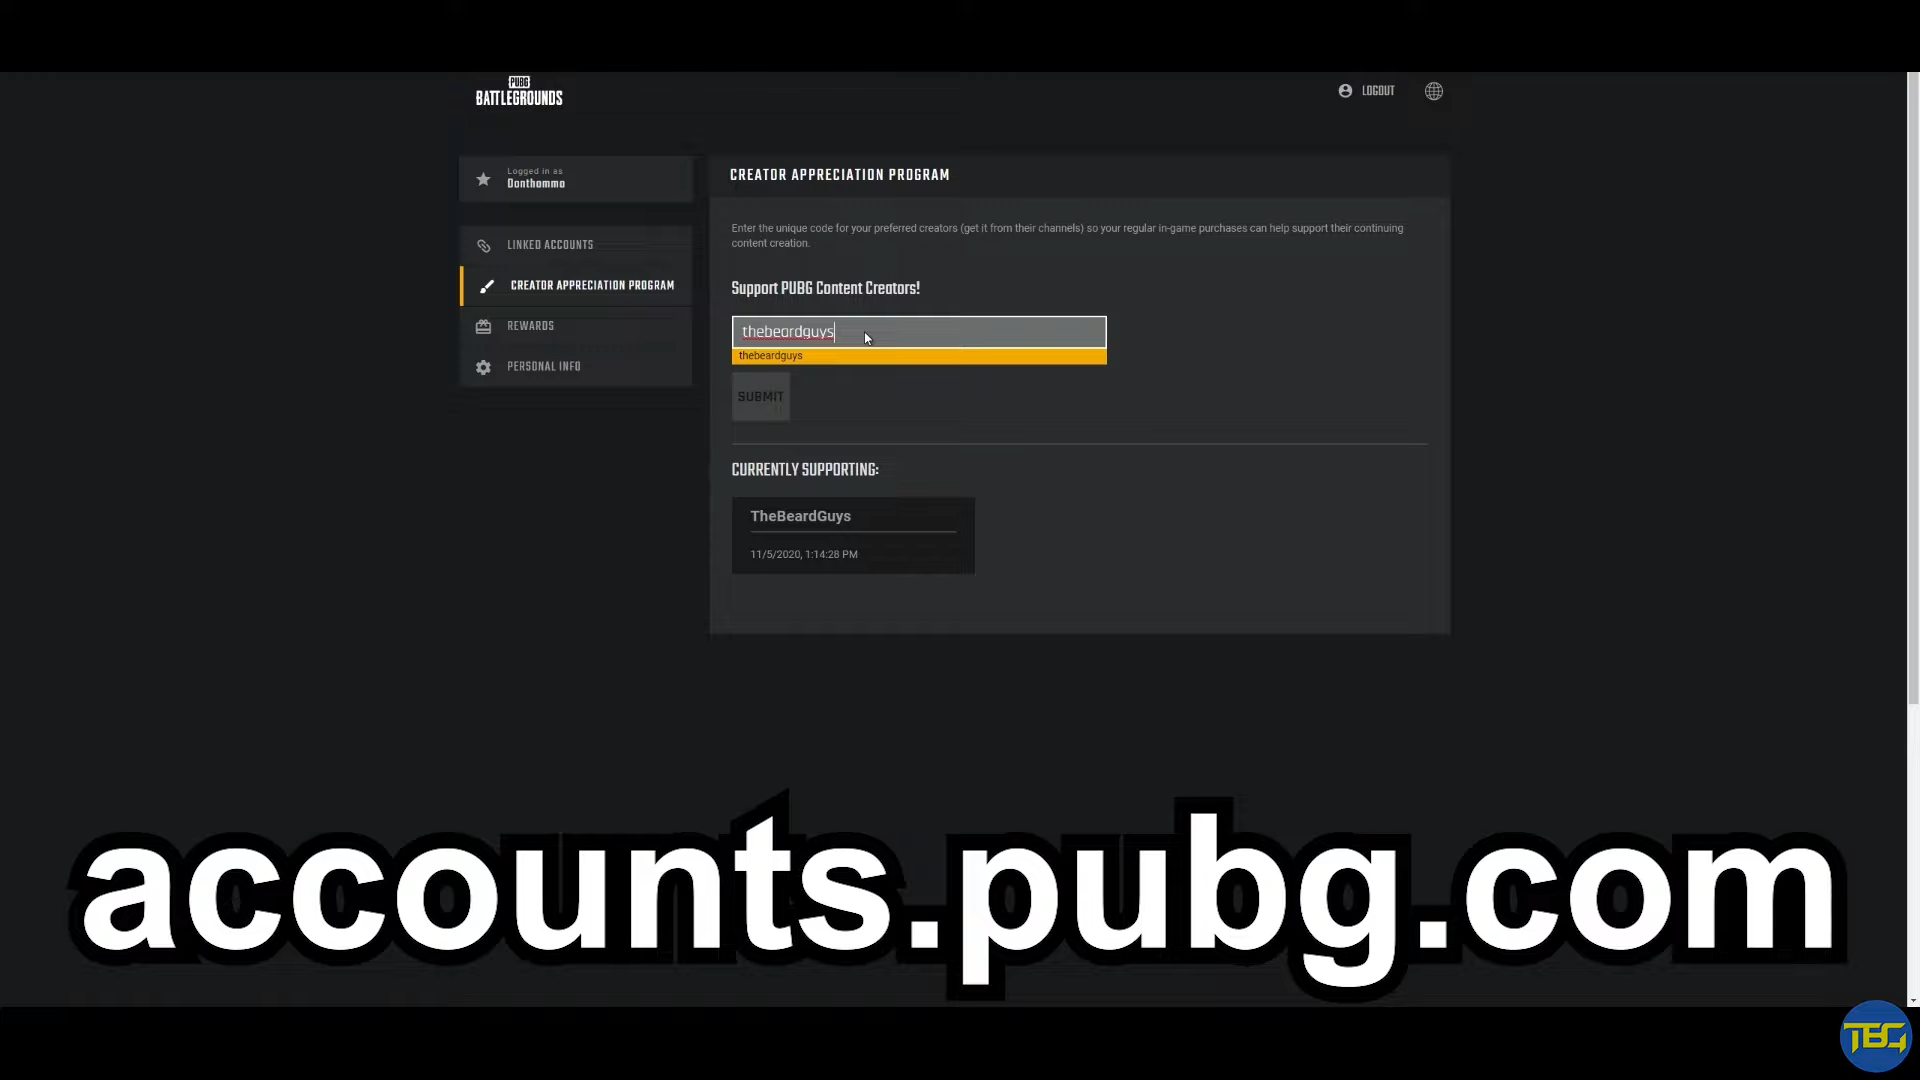 PUBG
BATTLEGROUNDS
LOGOUT
Logged in as
Donthommo
LINKED ACCOUNTS
CREATOR APPRECIATION PROGRAM
REWARDS
PERSONAL INFO
CREATOR APPRECIATION PROGRAM
Enter the unique code for your preferred creators (get it from their channels) so your regular in-game purchases can help support their continuing
content creation.
Support PUBG Content Creators!
thebeardguys
thebeardguys
SUBMIT
CURRENTLY SUPPORTING:
TheBeardGuys
11/5/2020, 1:14:28 PM
accounts.pubg.com
TBG